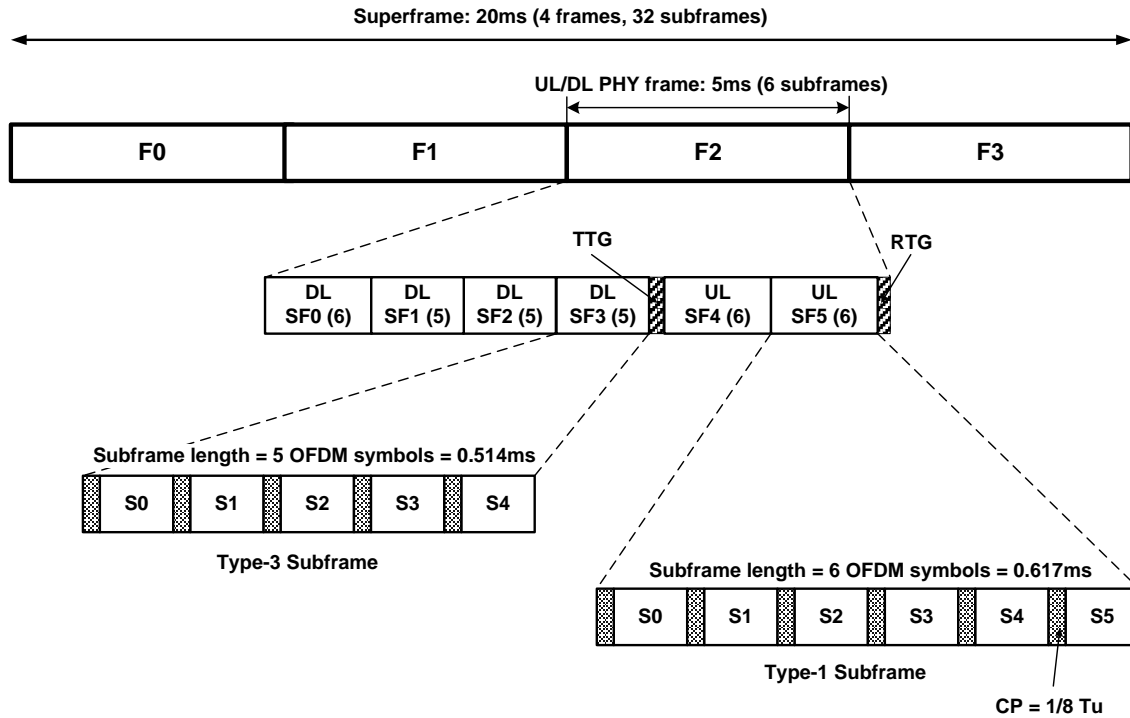 Superframe: 20ms (4 frames, 32 subframes)
UL/DL PHY frame: 5ms (6 subframes)
F0
F1
F2
F3
TTG
RTG
DL
SF0 (6)
DL
SF1 (5)
DL
SF2 (5)
DL
SF3 (5)
UL
SF4 (6)
UL
SF5 (6)
Subframe length = 5 OFDM symbols = 0.514ms
S0
S1
S2
S3
S4
Type-3 Subframe
Subframe length = 6 OFDM symbols = 0.617ms
S0
S1
S2
S3
S4
S5
Type-1 Subframe
CP = 1/8 Tu